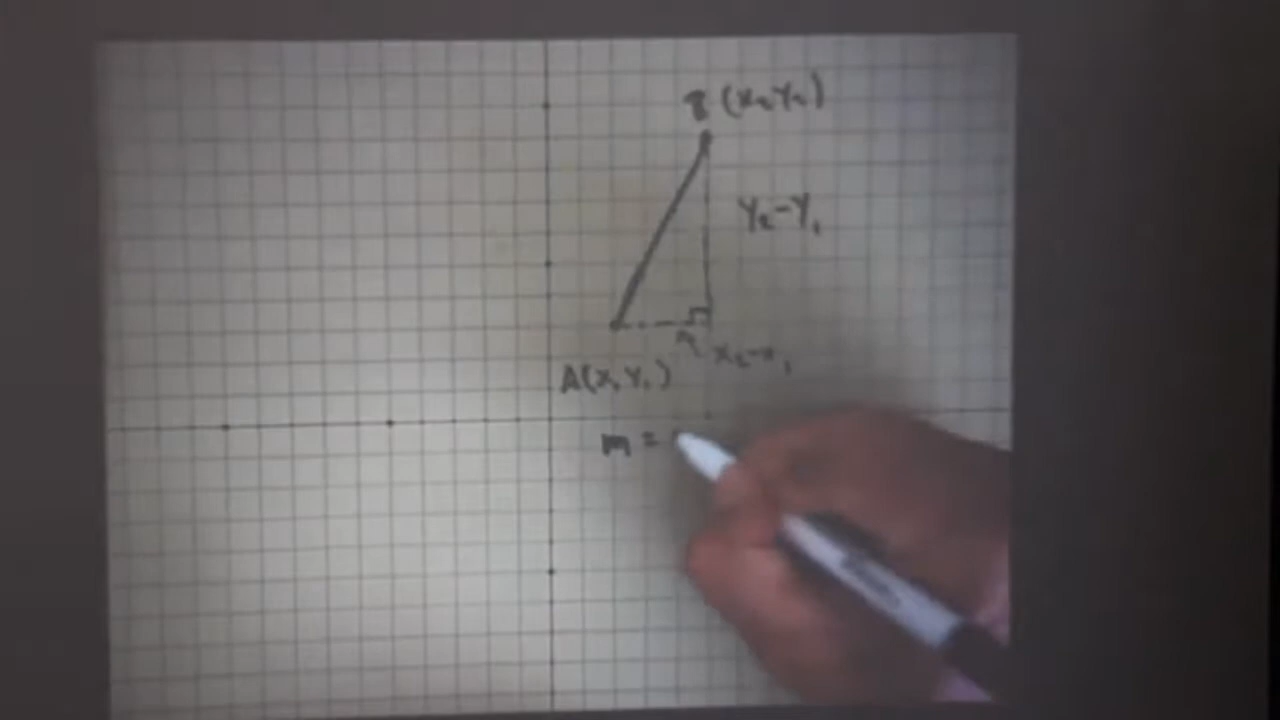 B (x₂ y₂)
y₂-y₁
x₂-x₁
A(x₁ y₁)
m =